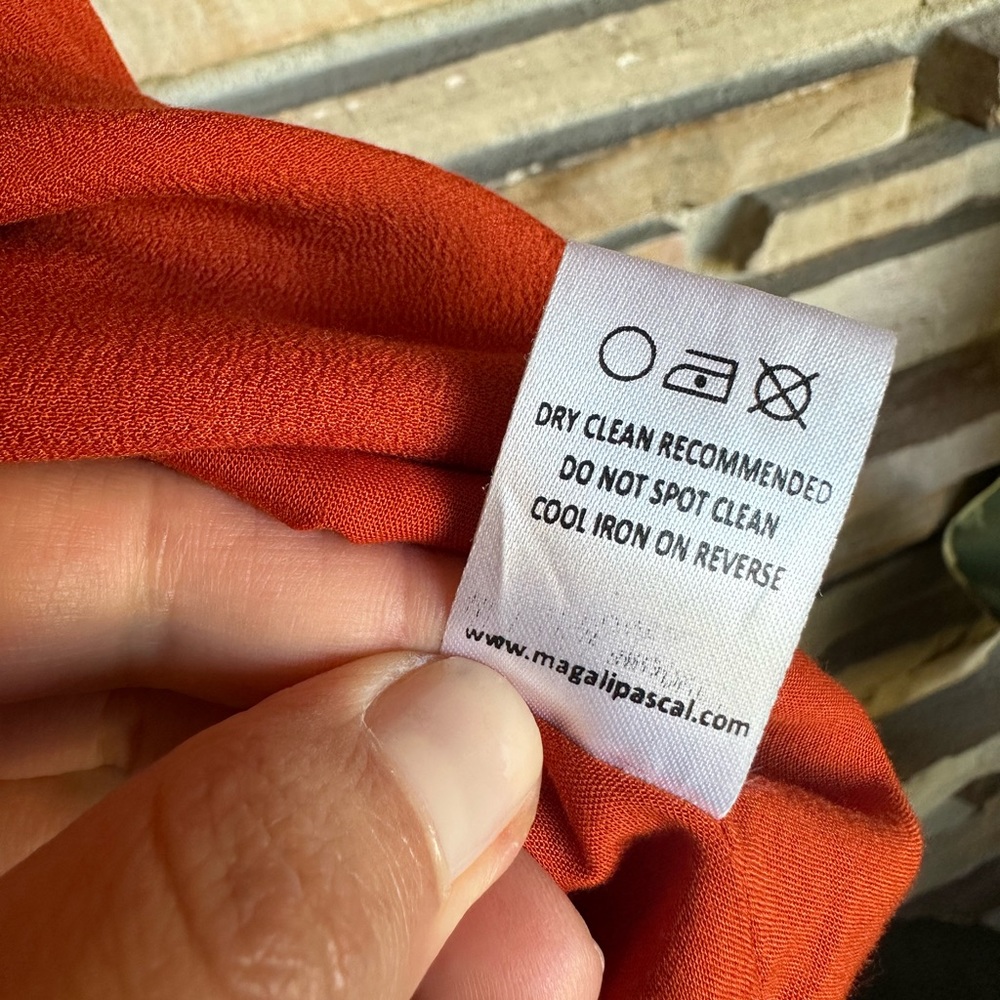 DRY CLEAN RECOMMENDED
DO NOT SPOT CLEAN
COOL IRON ON REVERSE
www.magalipascal.com